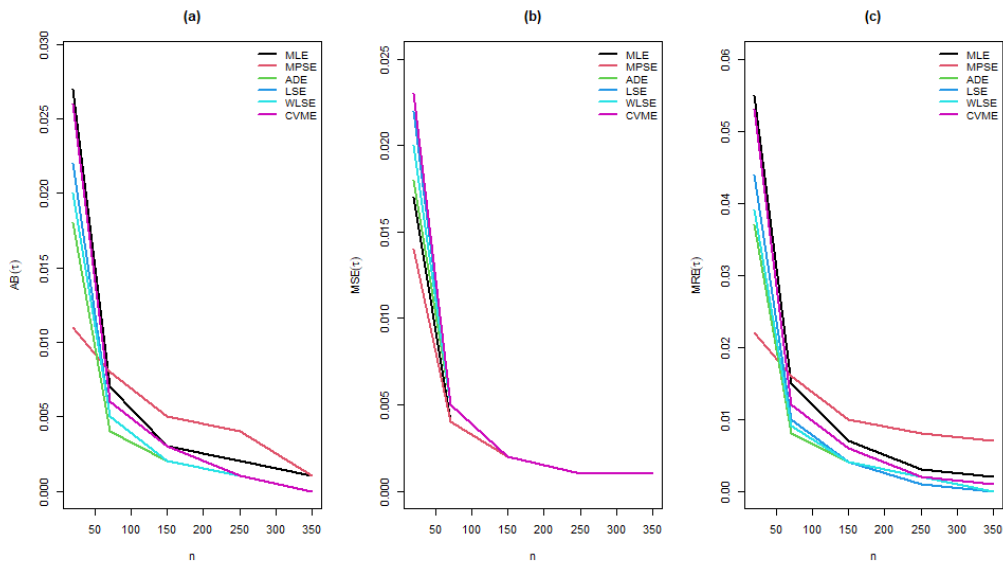 (a)
AB(τ)
0.030
0.025
0.020
0.015
0.010
0.005
0.000
MLE
MPSE
ADE
LSE
WLSE
CVME
50 100 150 200 250 300 350
n
(b)
MSE(τ)
0.025
0.020
0.015
0.010
0.005
0.000
MLE
MPSE
ADE
LSE
WLSE
CVME
50 100 150 200 250 300 350
n
(c)
MRE(τ)
0.06
0.05
0.04
0.03
0.02
0.01
0.00
MLE
MPSE
ADE
LSE
WLSE
CVME
50 100 150 200 250 300 350
n